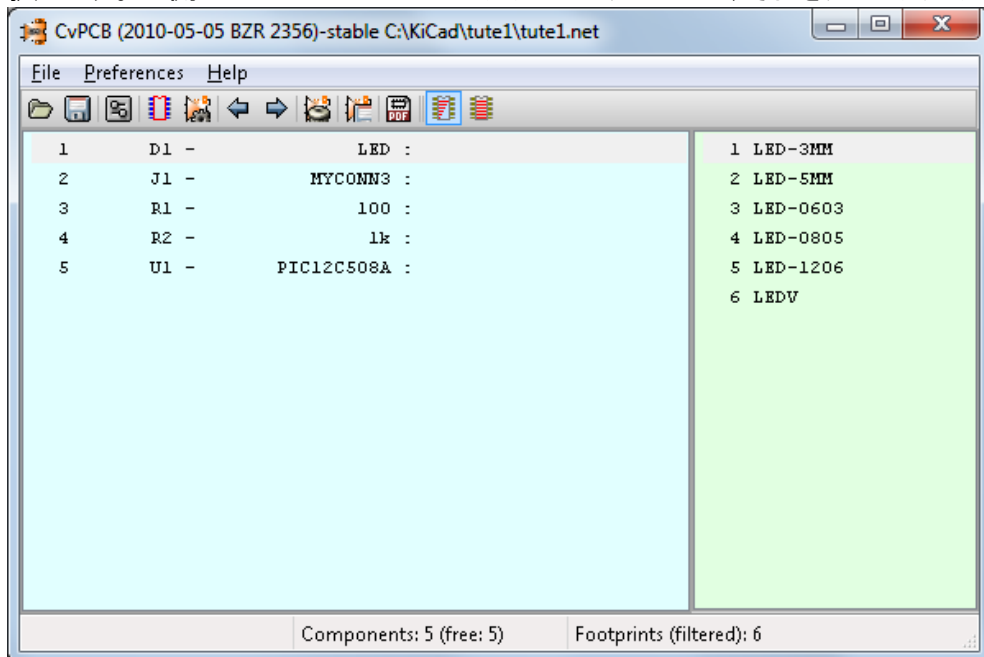 CvPCB (2010-05-05 BZR 2356)-stable C:\KiCad\tute1\tute1.net
File Preferences Help
PDF
1 D1 - LED :
2 J1 - MYCONN3 :
3 R1 - 100 :
4 R2 - 1k :
5 U1 - PIC12C508A :
1 LED-3MM
2 LED-5MM
3 LED-0603
4 LED-0805
5 LED-1206
6 LEDV
Components: 5 (free: 5) Footprints (filtered): 6